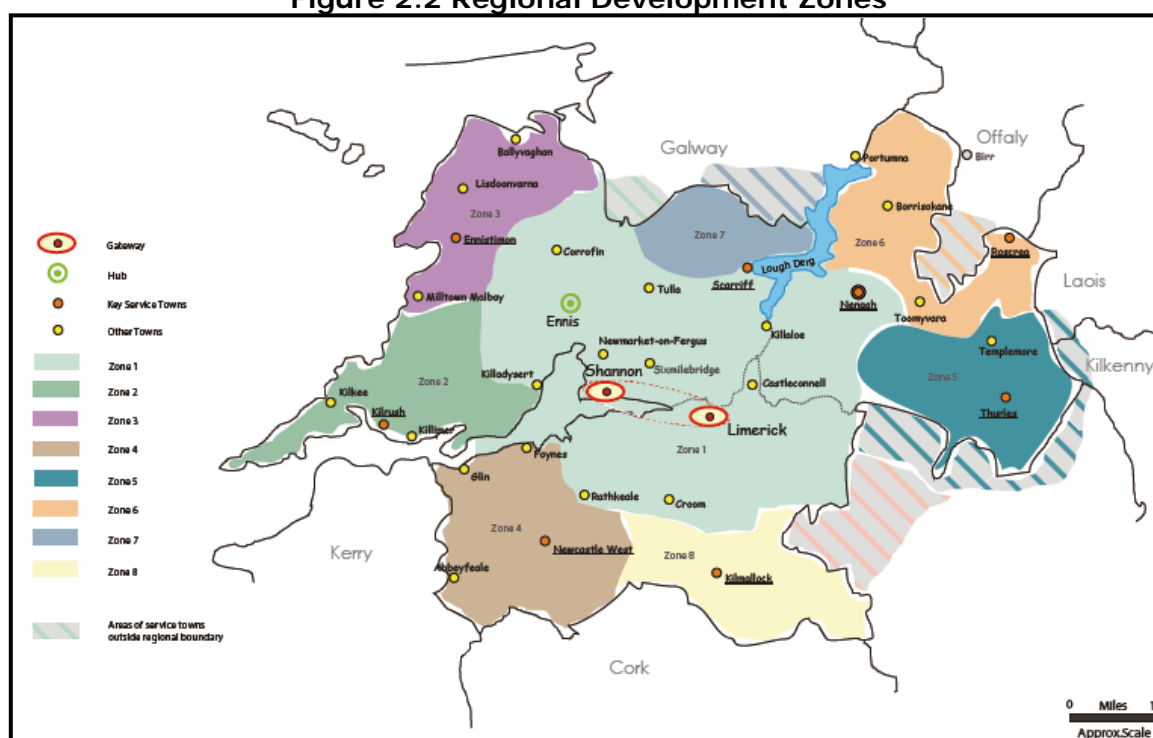 Figure 2.2 Regional Development Zones
Galway
Offaly
Portumna
Birr
Ballyvaghan
Lisdoonvarna
Borrisokane
Zone 3
Zone 7
Ennistimon
Zone 6
Roscrea
Gateway
Corrofin
Lough Derg
Hub
Scarriff
Laois
Key Service Towns
Milltown Malbay
Tulla
Nenagh
Toomyvara
Other Towns
Ennis
Killaloe
Templemore
Newmarket-on-Fergus
Kilkenny
Zone 1
Shannon
Sixmilebridge
Zone 2
Killadysert
Castleconnell
Zone 5
Zone 2
Kilkee
Thurles
Zone 3
Kilrush
Limerick
Killimer
Zone 4
Foynes
Zone 1
Glin
Zone 5
Rathkeale
Croom
Zone 6
Zone 4
Zone 7
Kerry
Newcastle West
Zone 8
Zone 8
Abbeyfeale
Kilmallock
Areas of service towns
outside regional boundary
Cork
0 Miles 1
Approx.Scale